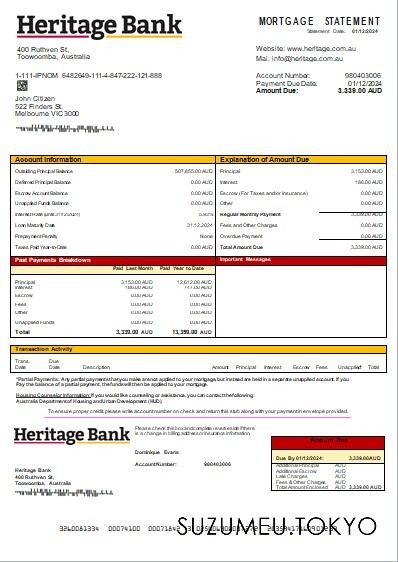 Heritage Bank
MORTGAGE STATEMENT
Statement Date: 01/12/2024
400 Ruthven St,
Toowoomba, Australia
Website: www.heritage.com.au
Mail: info@heritage.com.au
1-111-IPNOM 6482649-111-4-847-222-121-888
Account Number: 980403006
Payment Due Date: 01/12/2024
Amount Due: 3,339.00 AUD
John Citizen
522 Flinders St.
Melbourne VIC 3000
Account Information
Outstanding Principal Balance 507,855.00 AUD
Deferred Principal Balance 0.00 AUD
Escrow Account Balance 0.00 AUD
Unapplied Funds Balance 0.00 AUD
Loan Maturity Date 31.12.2024
Prepayment Penalty None
Taxes Paid Year-to-Date 0.00 AUD
Explanation of Amount Due
Principal 3,153.00 AUD
Interest 186.00 AUD
Escrow (For Taxes and/or Insurance) 0.00 AUD
Regular Monthly Payment 3,339.00 AUD
Fees and Other Charges 0.00 AUD
Overdue Payment 0.00 AUD
Total Amount Due 3,339.00 AUD
Past Payments Breakdown
Paid Last Month Paid Year to Date
Principal 3,153.00 AUD 12,612.00 AUD
Interest 186.00 AUD 747.00 AUD
Escrow 0.00 AUD 0.00 AUD
Fees 0.00 AUD 0.00 AUD
Other 0.00 AUD 0.00 AUD
Unapplied Funds 0.00 AUD 0.00 AUD
Total 3,339.00 AUD 13,359.00 AUD
Important Messages
Transaction Activity
Trans. Date Due Date Description Amount Principal Interest Escrow Fees Unapplied* Total
*Partial Payments: Any partial payments that you make are not applied to your mortgage, but instead are held in a separate unapplied account. If you
Pay the balance of a partial payment, the funds will then be applied to your mortgage.
Housing Counselor Information: If you would like counseling or assistance, you can contact the following:
Australia Department of Housing and Urban Development (HUD).
To ensure proper credit please write account number on check and return this stub along with your payment in envelope provided.
Heritage Bank
Please check this box and complete reverse side if there
is a change in billing address or insurance information.
Dominique Evans
Account Number: 980403006
Heritage Bank
400 Ruthven St,
Toowoomba, Australia
Amount Due
Due By 01/12/2024: 3,339.00 AUD
Additional Principal AUD
Additional Escrow AUD
Late Charges AUD
Fees & Other Charges AUD
Total Amount Enclosed AUD 3,339.00 AUD
SUZUMEU.TOKYO